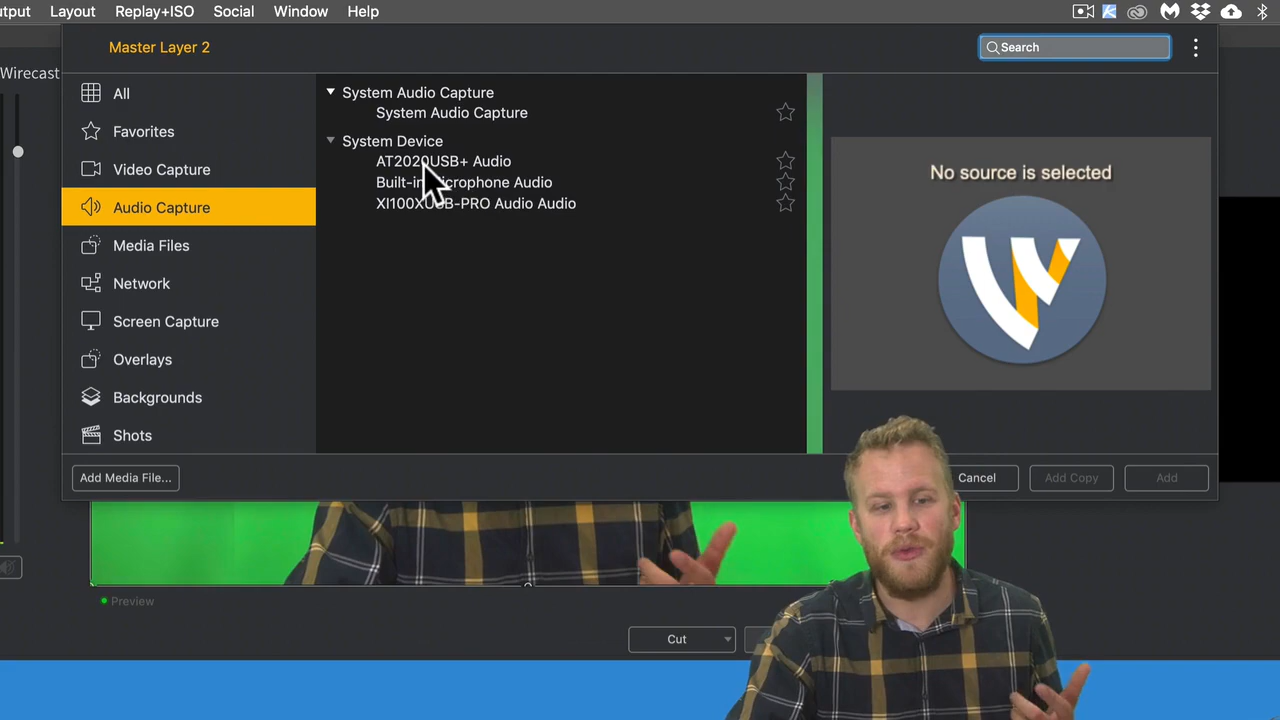 utput Layout Replay+ISO Social Window Help
Master Layer 2
Search
Wirecast
All
Favorites
Video Capture
Audio Capture
Media Files
Network
Screen Capture
Overlays
Backgrounds
Shots
System Audio Capture
System Audio Capture
System Device
AT2020USB+ Audio
Built-in Microphone Audio
XI100XUSB-PRO Audio Audio
No source is selected
Add Media File...
Cancel
Add Copy
Add
Preview
Cut